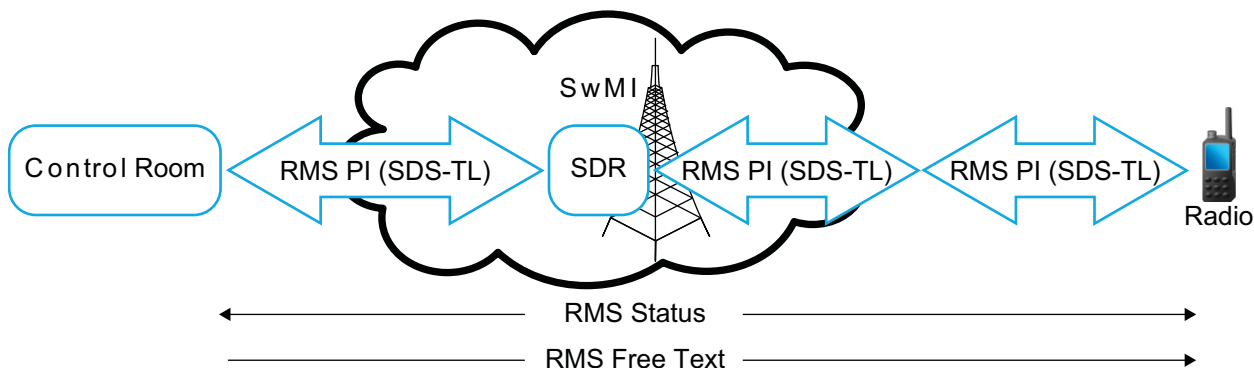 SwMI
Control Room
RMS PI (SDS-TL)
SDR
RMS PI (SDS-TL)
RMS PI (SDS-TL)
Radio
RMS Status
RMS Free Text